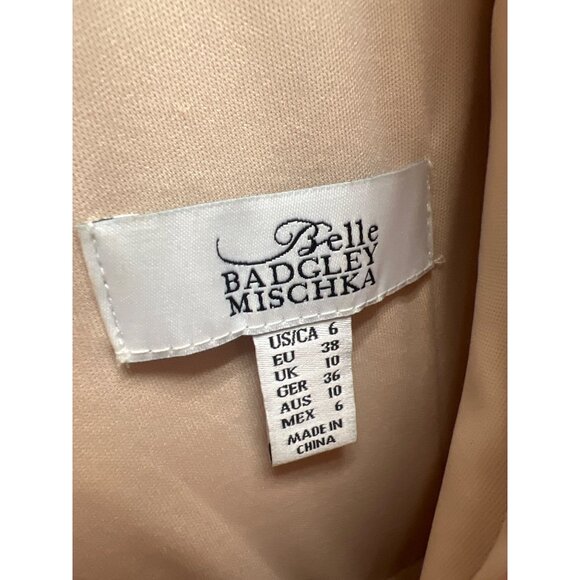 Belle
BADGLEY
MISCHKA
US/CA 6
EU 38
UK 10
GER 36
AUS 10
MEX 6
MADE IN
CHINA